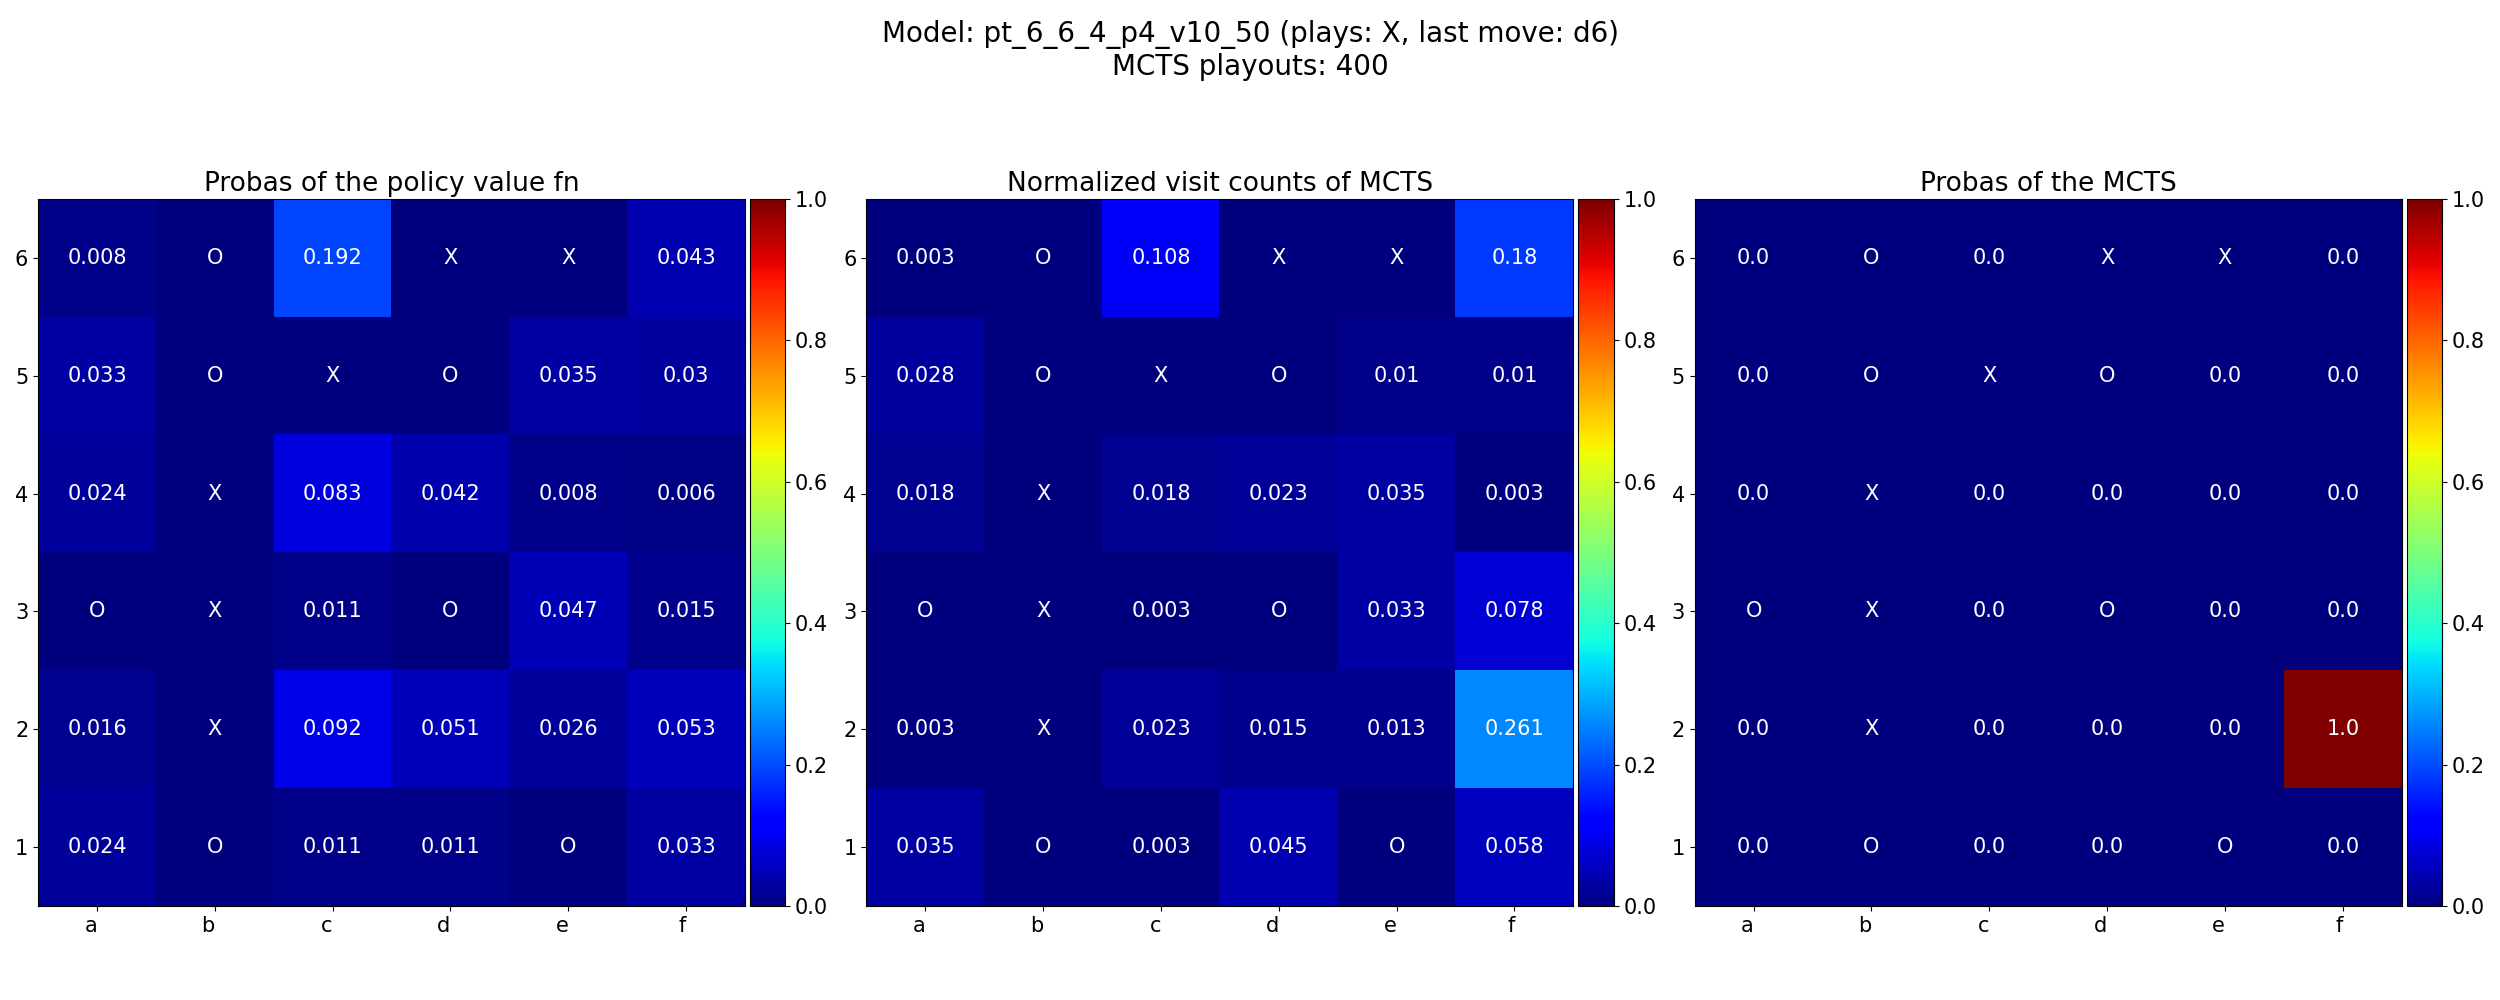 Model: pt_6_6_4_p4_v10_50 (plays: X, last move: d6)
MCTS playouts: 400
Probas of the policy value fn
6 0.008 O 0.192 X X 0.043
5 0.033 O X O 0.035 0.03
4 0.024 X 0.083 0.042 0.008 0.006
3 O X 0.011 O 0.047 0.015
2 0.016 X 0.092 0.051 0.026 0.053
1 0.024 O 0.011 0.011 O 0.033
a b c d e f
1.0
0.8
0.6
0.4
0.2
0.0
Normalized visit counts of MCTS
6 0.003 O 0.108 X X 0.18
5 0.028 O X O 0.01 0.01
4 0.018 X 0.018 0.023 0.035 0.003
3 O X 0.003 O 0.033 0.078
2 0.003 X 0.023 0.015 0.013 0.261
1 0.035 O 0.003 0.045 O 0.058
a b c d e f
1.0
0.8
0.6
0.4
0.2
0.0
Probas of the MCTS
6 0.0 O 0.0 X X 0.0
5 0.0 O X O 0.0 0.0
4 0.0 X 0.0 0.0 0.0 0.0
3 O X 0.0 O 0.0 0.0
2 0.0 X 0.0 0.0 0.0 1.0
1 0.0 O 0.0 0.0 O 0.0
a b c d e f
1.0
0.8
0.6
0.4
0.2
0.0